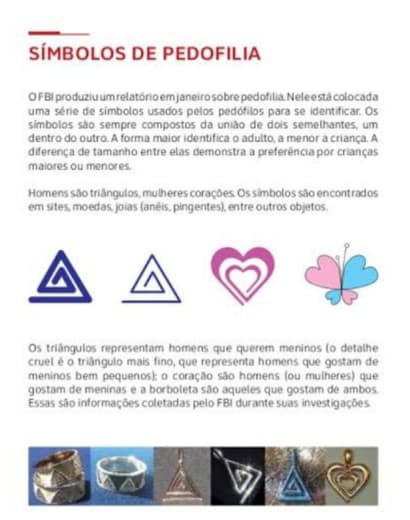 SÍMBOLOS DE PEDOFILIA
O FBI produziu um relatório em janeiro sobre pedofilia. Nele está colocada
uma série de símbolos usados pelos pedófilos para se identificar. Os
símbolos são sempre compostos da união de dois semelhantes, um
dentro do outro. A forma maior identifica o adulto, a menor a criança. A
diferença de tamanho entre elas demonstra a preferência por crianças
maiores ou menores.
Homens são triângulos, mulheres corações. Os símbolos são encontrados
em sites, moedas, joias (anéis, pingentes), entre outros objetos.
Os triângulos representam homens que querem meninos (o detalhe
cruel é o triângulo mais fino, que representa homens que gostam de
meninos bem pequenos); o coração são homens (ou mulheres) que
gostam de meninas e a borboleta são aqueles que gostam de ambos.
Essas são informações coletadas pelo FBI durante suas investigações.